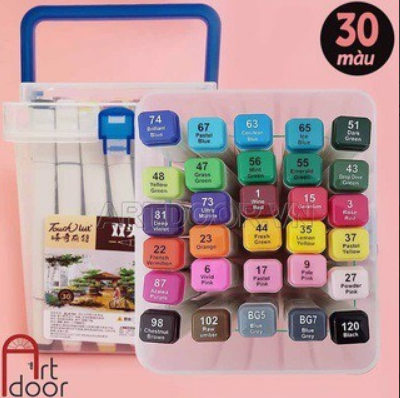 30
màu
74
Brilliant
Blue
67
Pastel
Blue
63
Cerulean
Blue
65
Ice
Blue
51
Dark
Green
48
Yellow
Green
47
Grass
Green
56
Mint
Green
55
Emerald
Green
43
Deep Olive
Green
81
Deep
Violet
73
Ultra
Marine
1
Wine
Red
15
Geranium
3
Rose
Red
22
French
Vermilion
23
Orange
44
Fresh
Green
35
Lemon
Yellow
37
Pastel
Yellow
87
Azalea
Purple
6
Vivid
Pink
17
Pastel
Pink
9
Pale
Pink
27
Powder
Pink
98
Chestnut
Brown
102
Raw
umber
BG5
Blue
Grey
BG7
Blue
Grey
120
Black
30
Art
door